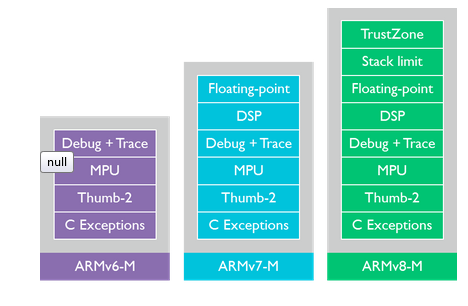 TrustZone
Stack limit
Floating-point
DSP
Debug + Trace
MPU
Thumb-2
C Exceptions
ARMv8-M
Floating-point
DSP
Debug + Trace
MPU
Thumb-2
C Exceptions
ARMv7-M
Debug + Trace
null
MPU
Thumb-2
C Exceptions
ARMv6-M